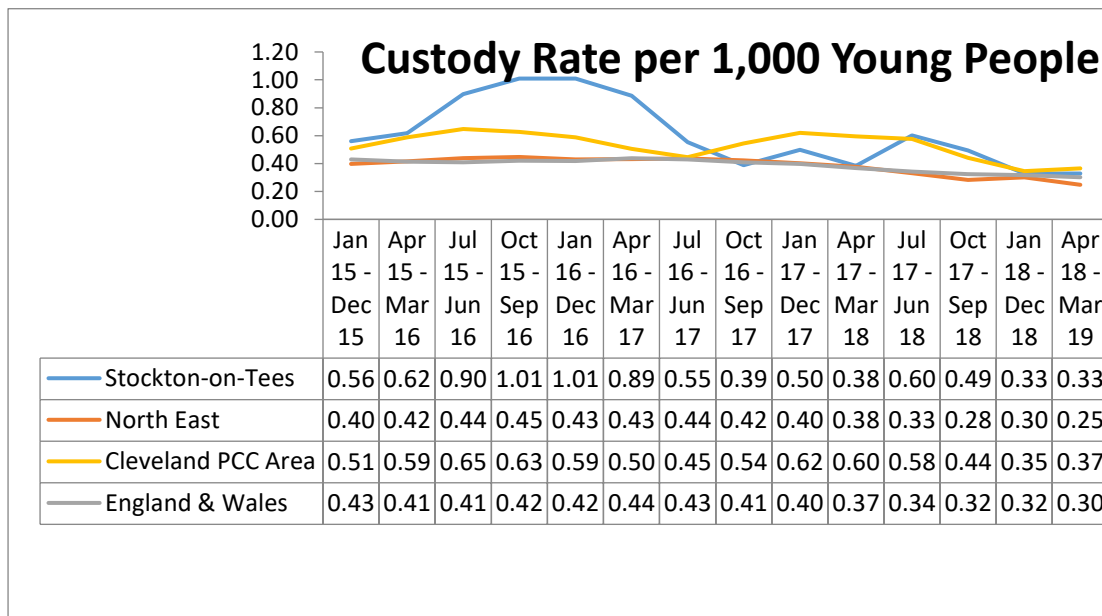 Custody Rate per 1,000 Young People
1.20
1.00
0.80
0.60
0.40
0.20
0.00
Jan 15 - Dec 15 Apr 15 - Mar 16 Jul 15 - Jun 16 Oct 15 - Sep 16 Jan 16 - Dec 16 Apr 16 - Mar 17 Jul 16 - Jun 17 Oct 16 - Sep 17 Jan 17 - Dec 17 Apr 17 - Mar 18 Jul 17 - Jun 18 Oct 17 - Sep 18 Jan 18 - Dec 18 Apr 18 - Mar 19
Stockton-on-Tees 0.56 0.62 0.90 1.01 1.01 0.89 0.55 0.39 0.50 0.38 0.60 0.49 0.33 0.33
North East 0.40 0.42 0.44 0.45 0.43 0.43 0.44 0.42 0.40 0.38 0.33 0.28 0.30 0.25
Cleveland PCC Area 0.51 0.59 0.65 0.63 0.59 0.50 0.45 0.54 0.62 0.60 0.58 0.44 0.35 0.37
England & Wales 0.43 0.41 0.41 0.42 0.42 0.44 0.43 0.41 0.40 0.37 0.34 0.32 0.32 0.30